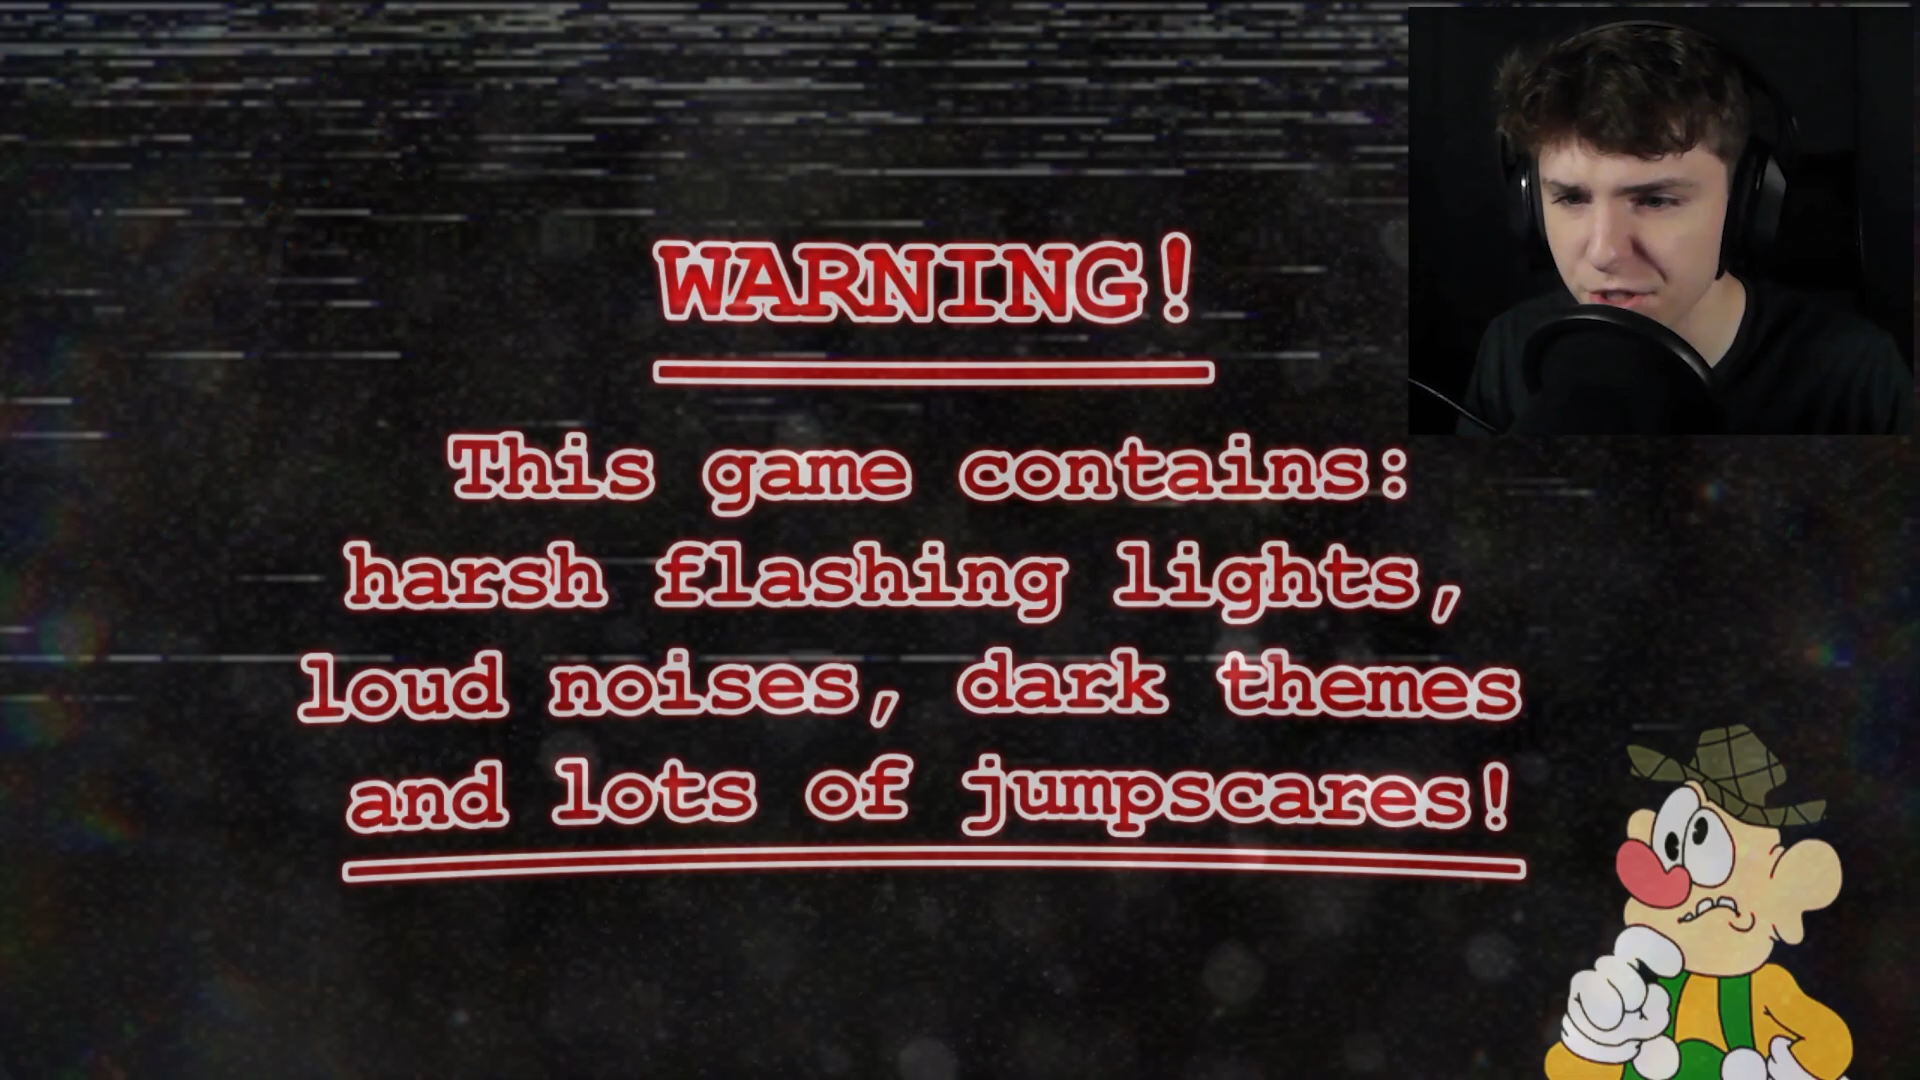 WARNING!
This game contains:
harsh flashing lights,
loud noises, dark themes
and lots of jumpscares!